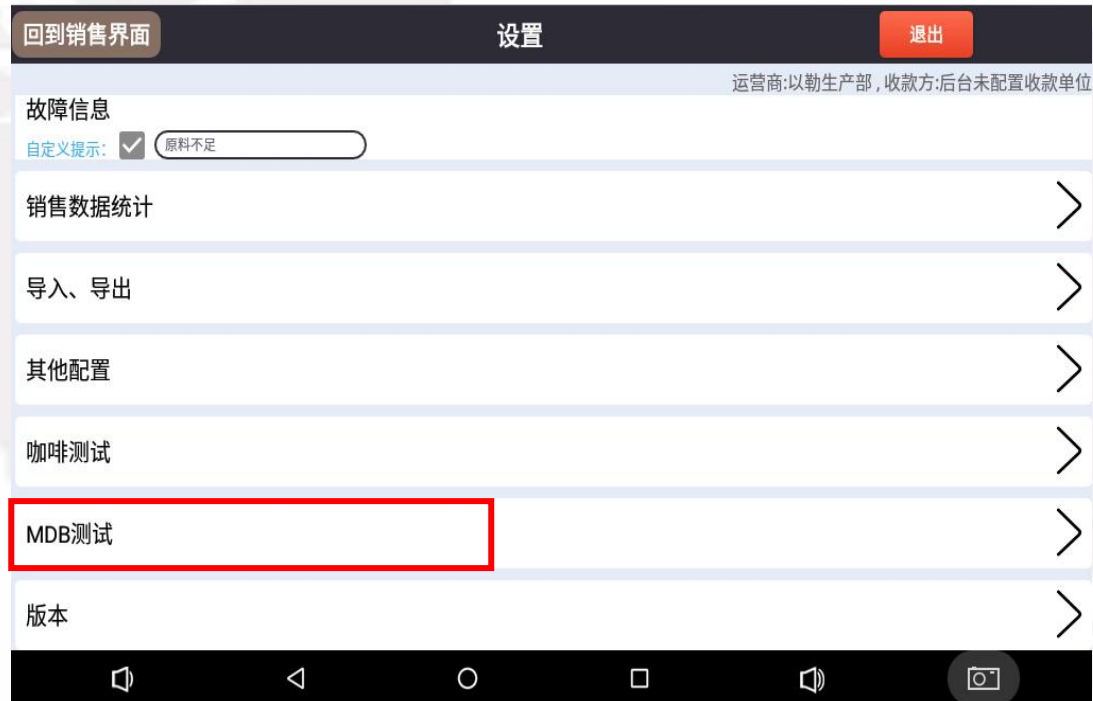 回到销售界面 设置 退出
运营商:以勒生产部 , 收款方:后台未配置收款单位
故障信息
自定义提示: 原料不足
销售数据统计
导入、导出
其他配置
咖啡测试
MDB测试
版本